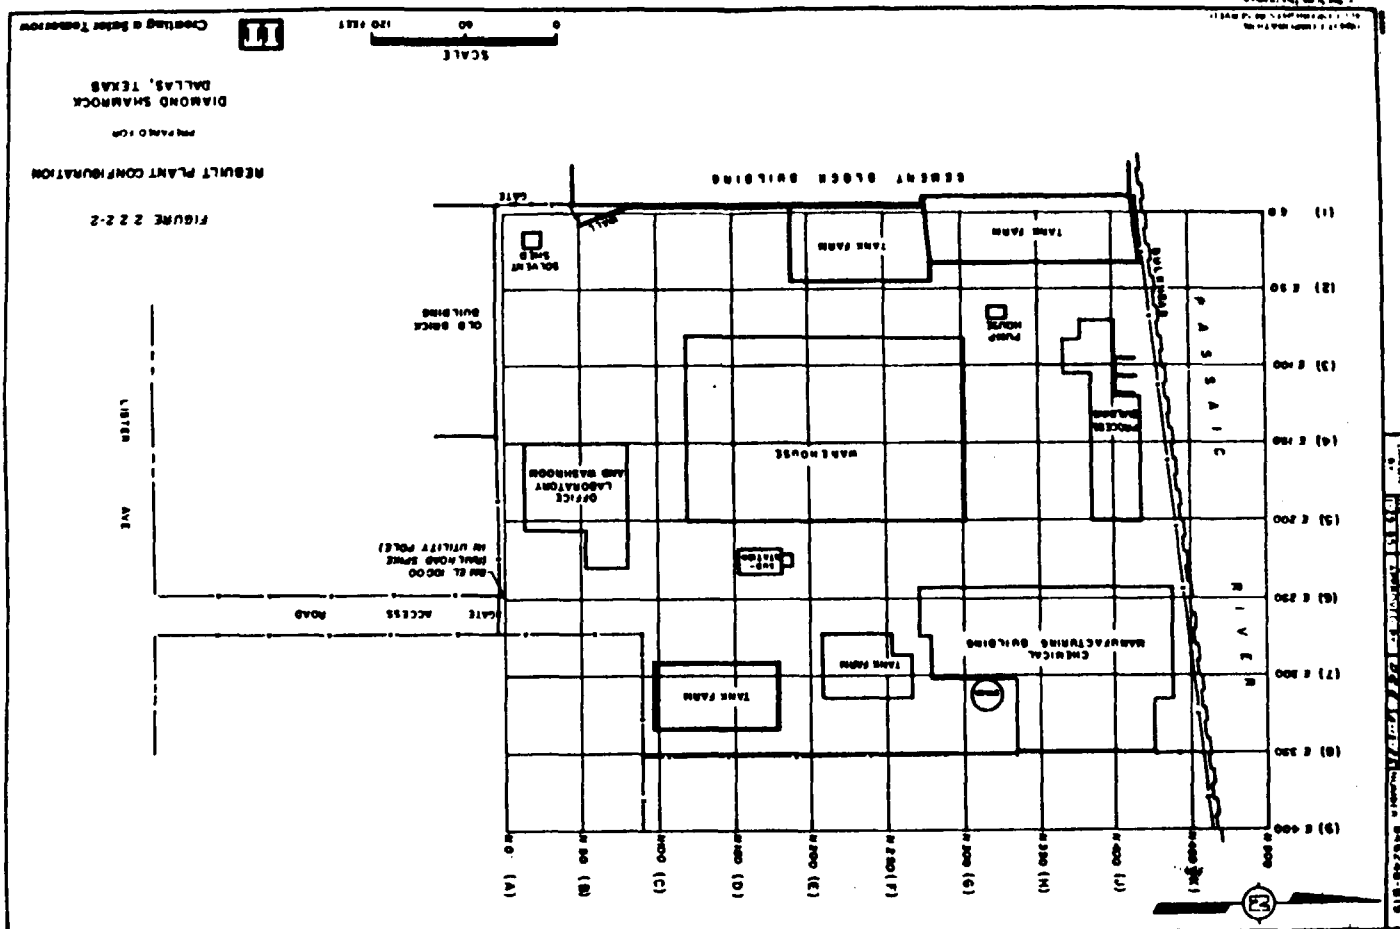 CEMENT BLOCK BUILDING
GATE
WALL
TANK FARM
TANK FARM
SOLVENT
SHED
OLD BRICK
BUILDING
PUMP
HOUSE
BULKHEAD
PASSAIC
RIVER
PROCESS
BUILDING
WAREHOUSE
OFFICE
LABORATORY
AND WASHROOM
SUB-
STATION
BM EL 100.00
(RAILROAD SPIKE
IN UTILITY POLE)
GATE ACCESS ROAD
LISTER AVE
CHEMICAL
MANUFACTURING BUILDING
TANK FARM
TANK FARM
(1) E 0
(2) E 50
(3) E 100
(4) E 150
(5) E 200
(6) E 250
(7) E 300
(8) E 350
(9) E 400
N 0 (A)
N 50 (B)
N 100 (C)
N 150 (D)
N 200 (E)
N 250 (F)
N 300 (G)
N 350 (H)
N 400 (J)
(K)
N 500
FIGURE 2.2.2-2
REBUILT PLANT CONFIGURATION
PREPARED FOR
DIAMOND SHAMROCK
DALLAS, TEXAS
SCALE
0 60 120 FEET
IT
Creating a Safer Tomorrow